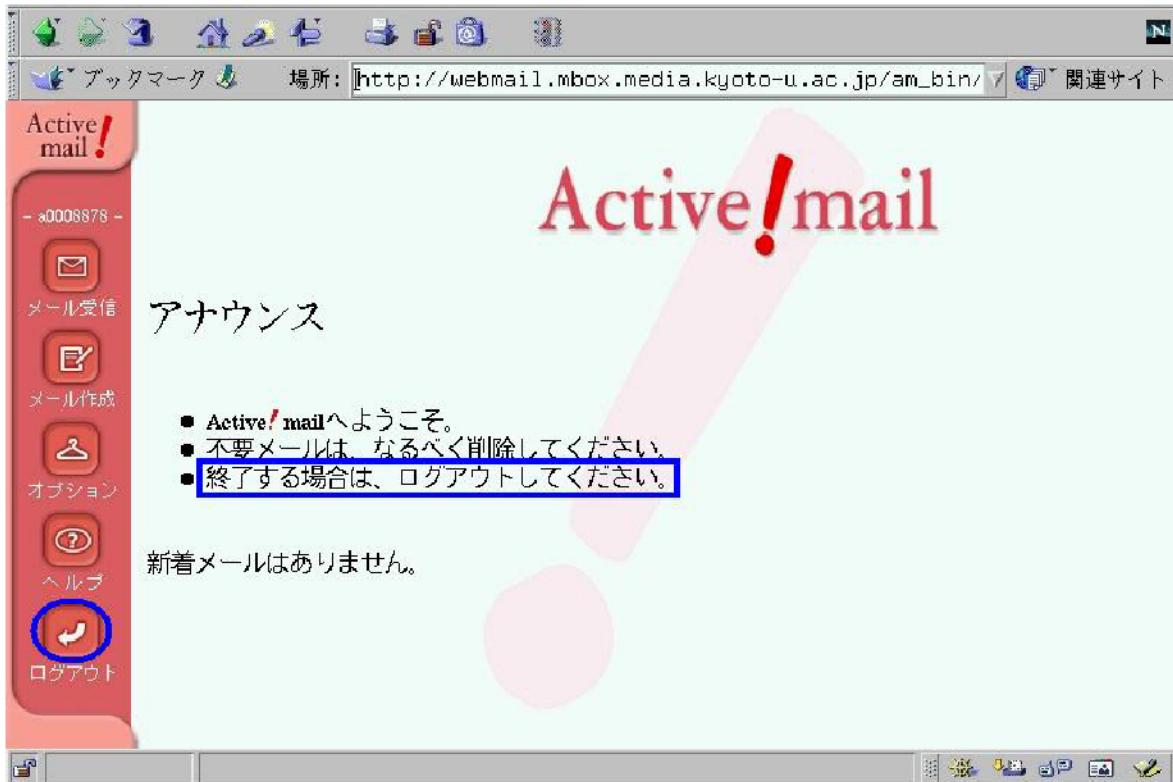 N
ブックマーク 場所: http://webmail.mbox.media.kyoto-u.ac.jp/am_bin/ 関連サイト
Active!
mail
- a0008878 -
メール受信
メール作成
オプション
ヘルプ
ログアウト
Active!mail
アナウンス
● Active!mailへようこそ。
● 不要メールは、なるべく削除してください。
● 終了する場合は、ログアウトしてください。
新着メールはありません。